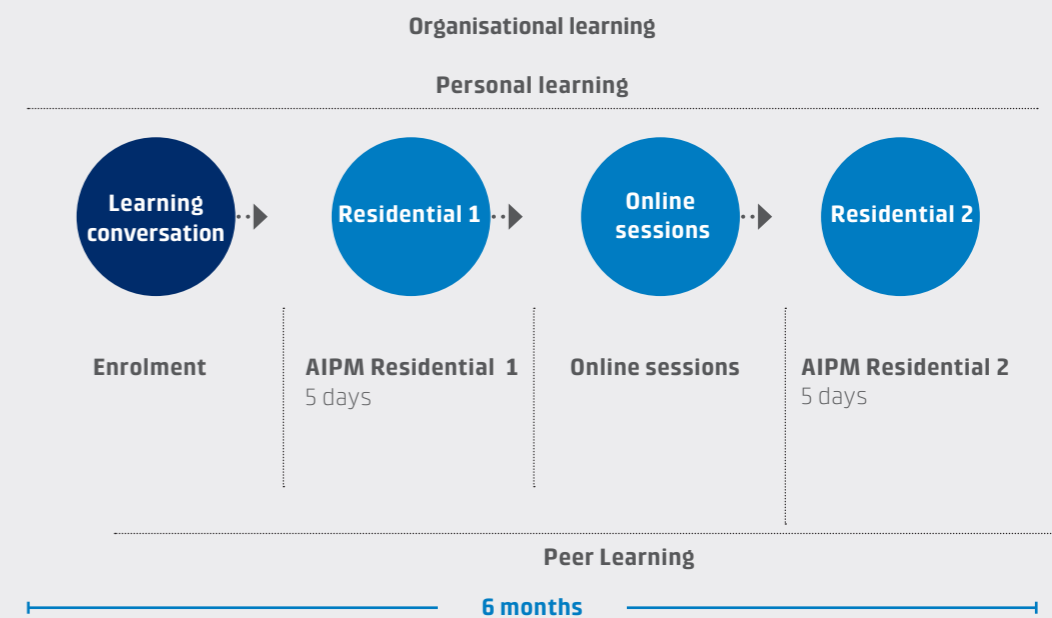 Organisational learning
Personal learning
Learning
conversation
Residential 1
Online
sessions
Residential 2
Enrolment
AIPM Residential 1
5 days
Online sessions
AIPM Residential 2
5 days
Peer Learning
6 months